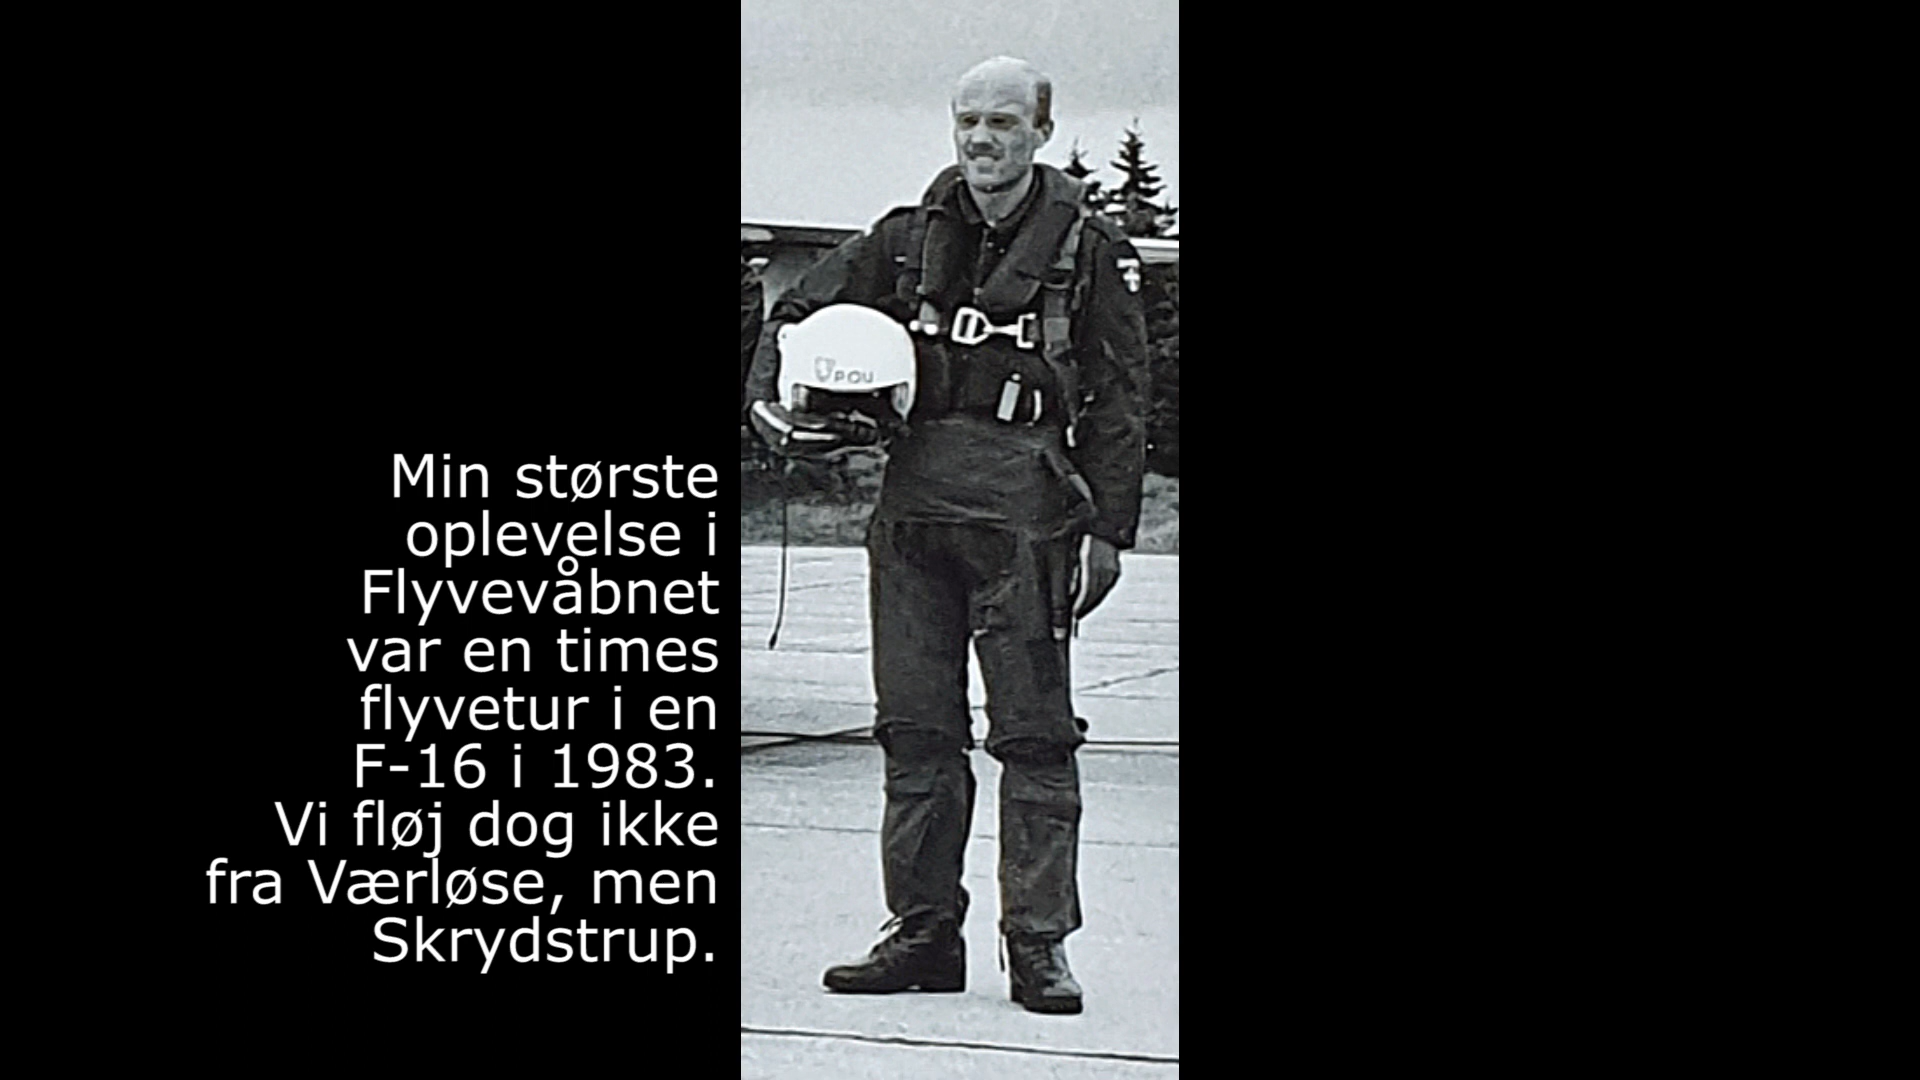 Min største
oplevelse i
Flyvevåbnet
var en times
flyvetur i en
F-16 i 1983.
Vi fløj dog ikke
fra Værløse, men
Skrydstrup.
POU